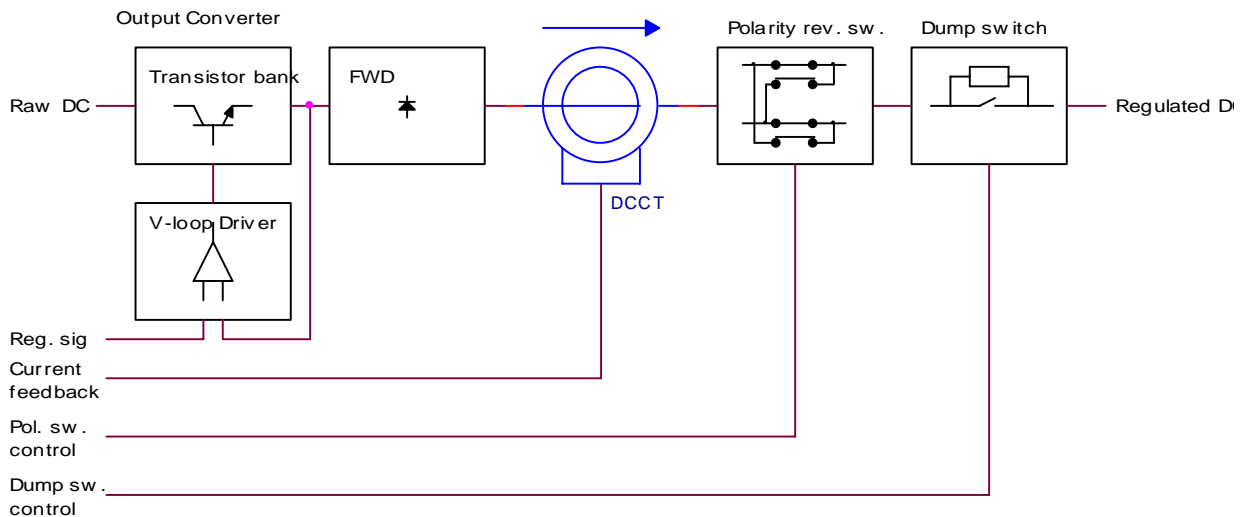 Output Converter
Polarity rev. sw.
Dump switch
Transistor bank
FWD
Raw DC
Regulated D
DCCT
V-loop Driver
Reg. sig
Current
feedback
Pol. sw.
control
Dump sw.
control